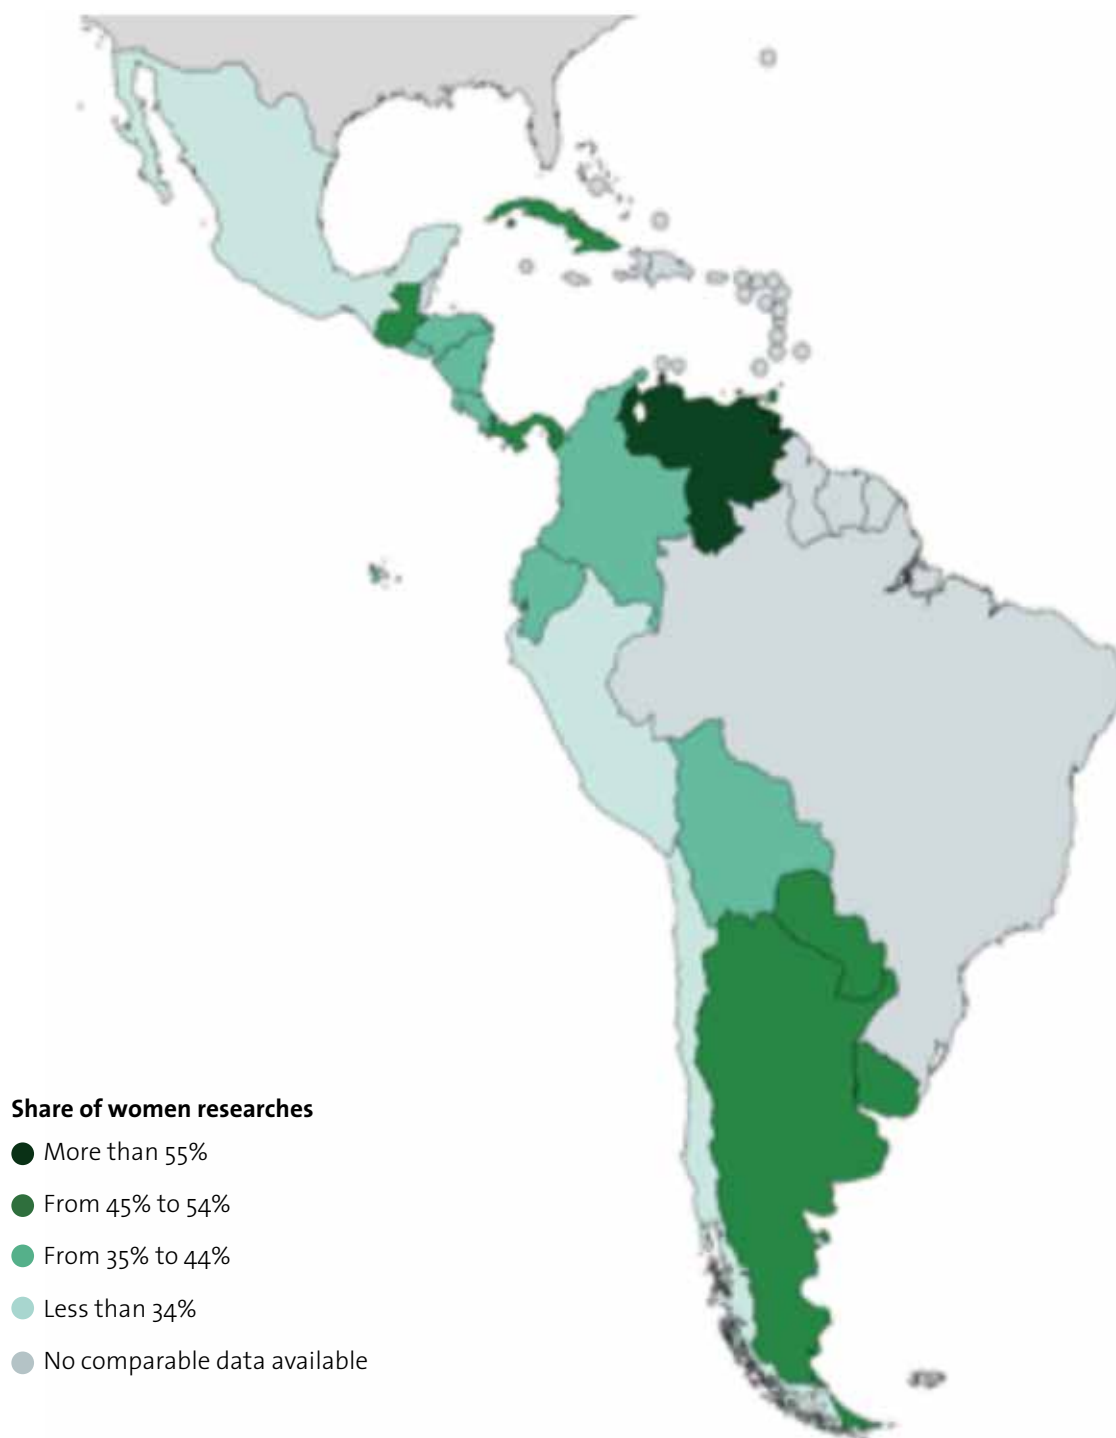 Share of women researches
More than 55%
From 45% to 54%
From 35% to 44%
Less than 34%
No comparable data available